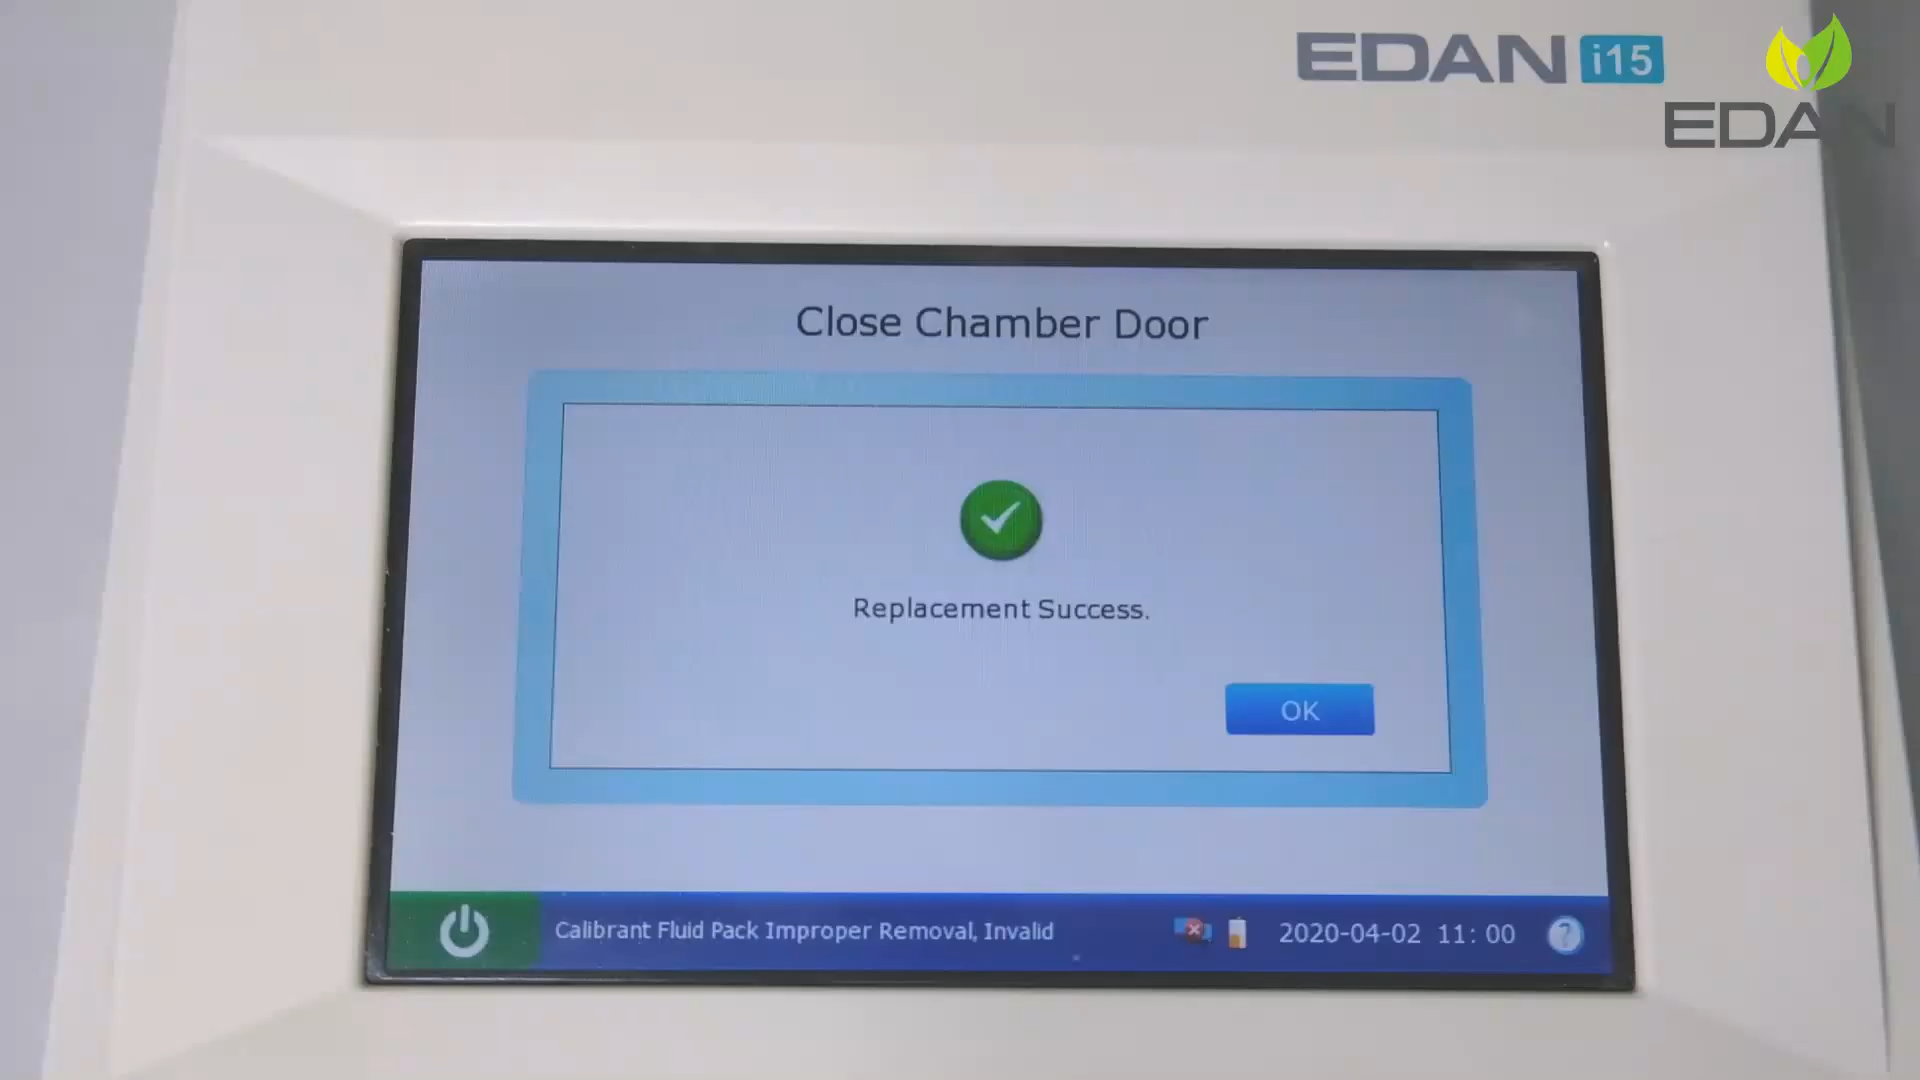 EDAN i15
EDAN
Close Chamber Door
Replacement Success.
OK
Calibrant Fluid Pack Improper Removal, Invalid
2020-04-02 11: 00
?